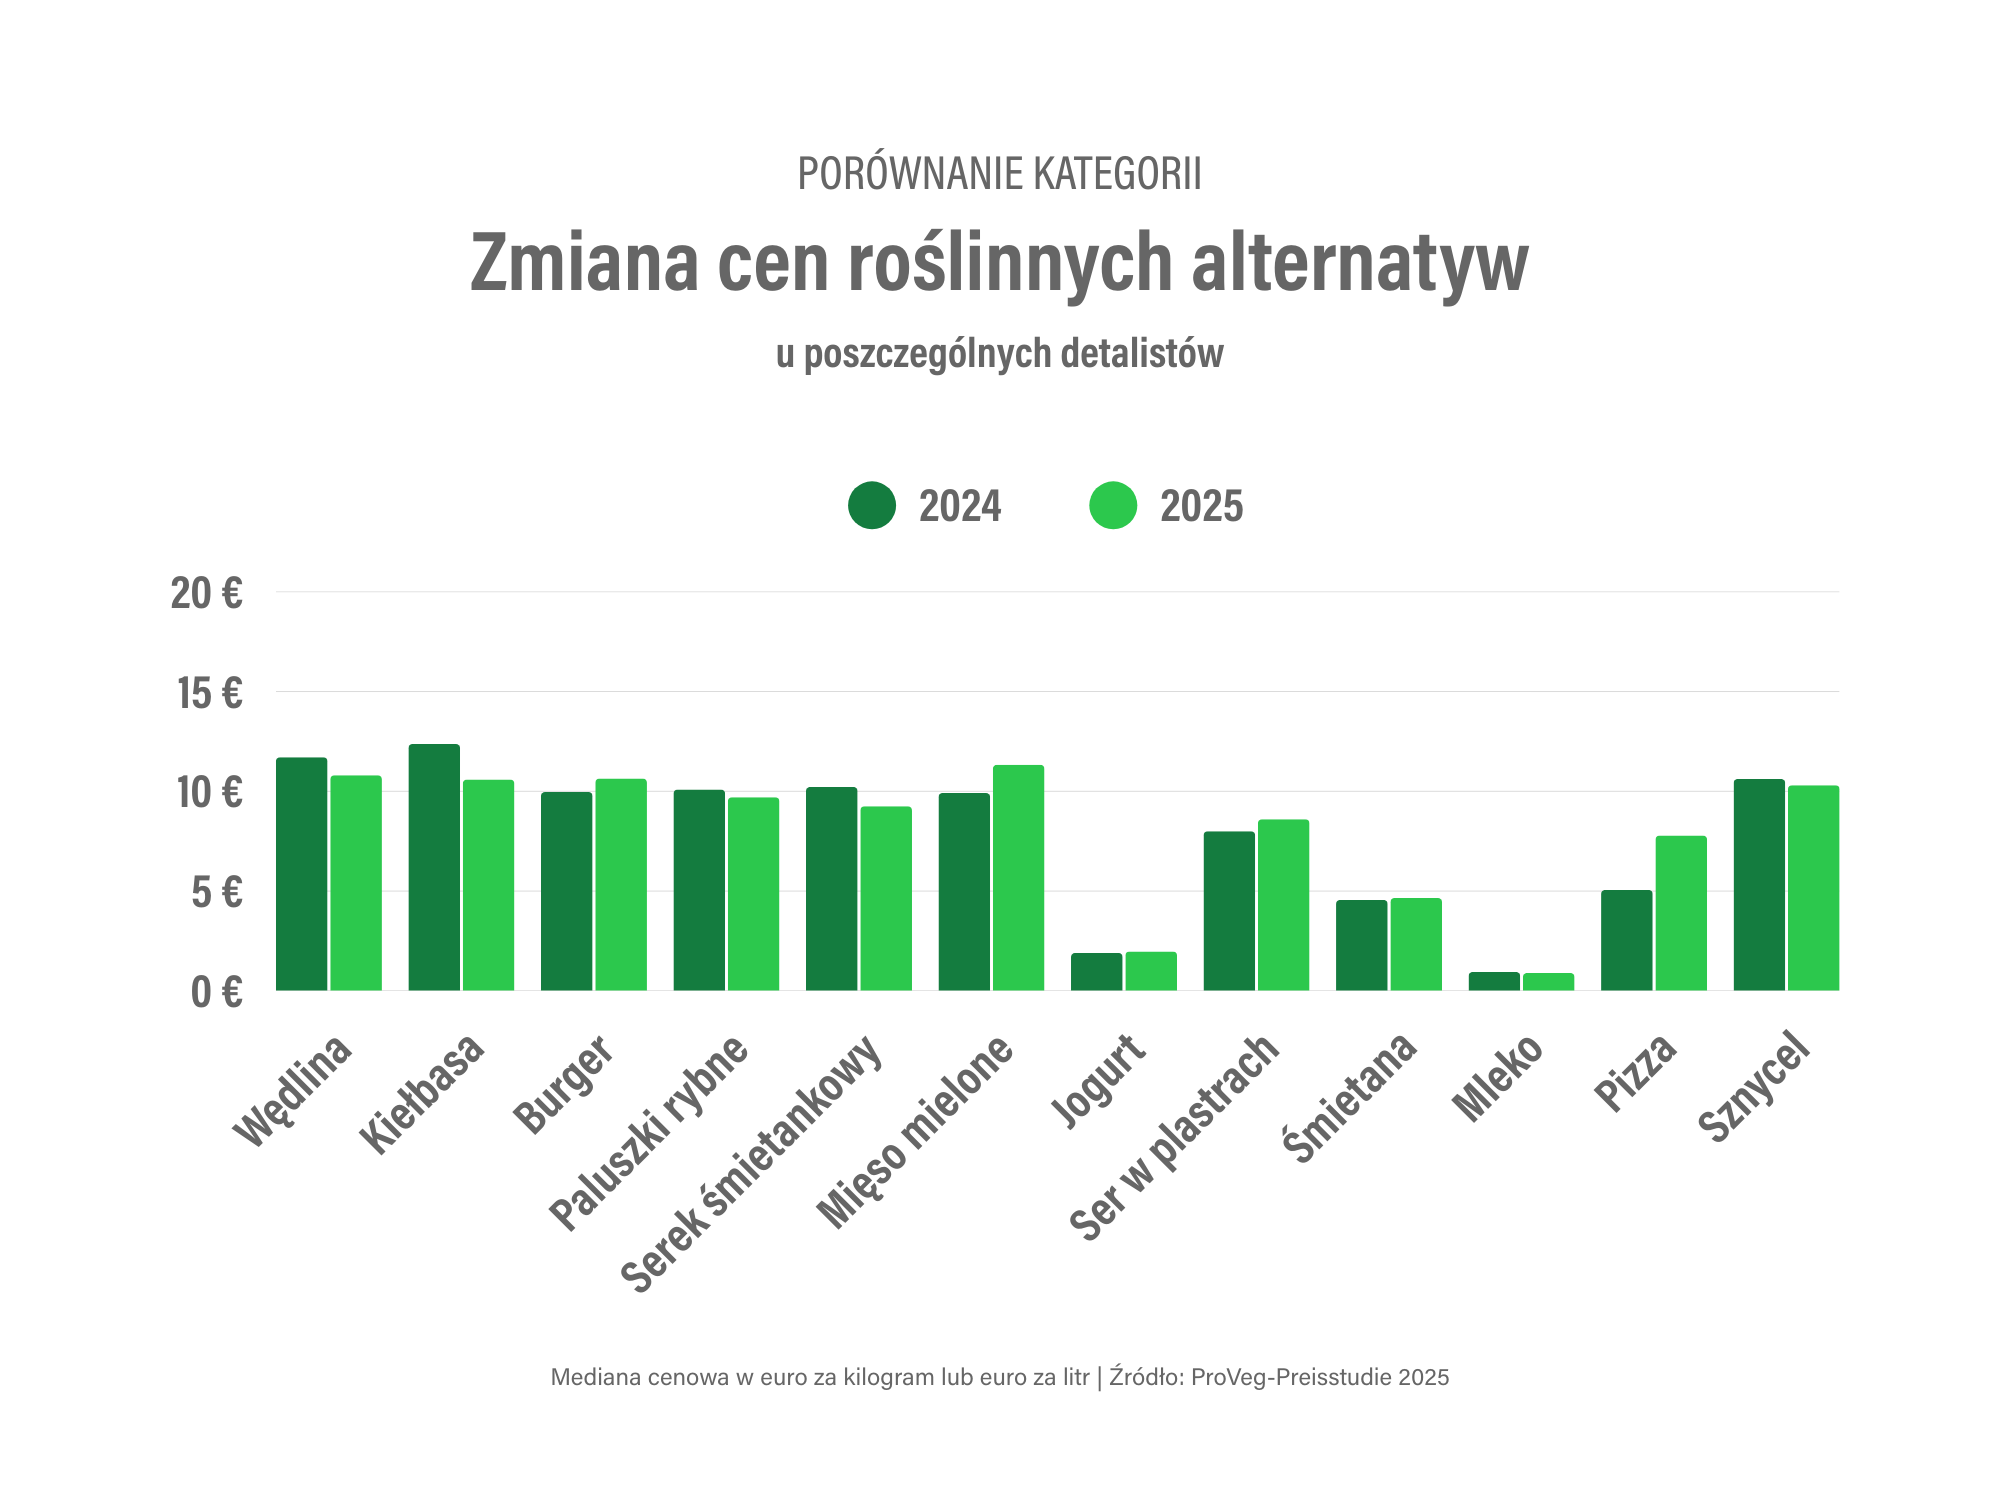 PORÓWNANIE KATEGORII
Zmiana cen roślinnych alternatyw
u poszczególnych detalistów
2024
2025
20 €
15 €
10 €
5 €
0 €
Wędlina
Kiełbasa
Burger
Paluszki rybne
Serek śmietankowy
Mięso mielone
Jogurt
Ser w plastrach
Śmietana
Mleko
Pizza
Sznycel
Mediana cenowa w euro za kilogram lub euro za litr | Źródło: ProVeg-Preisstudie 2025